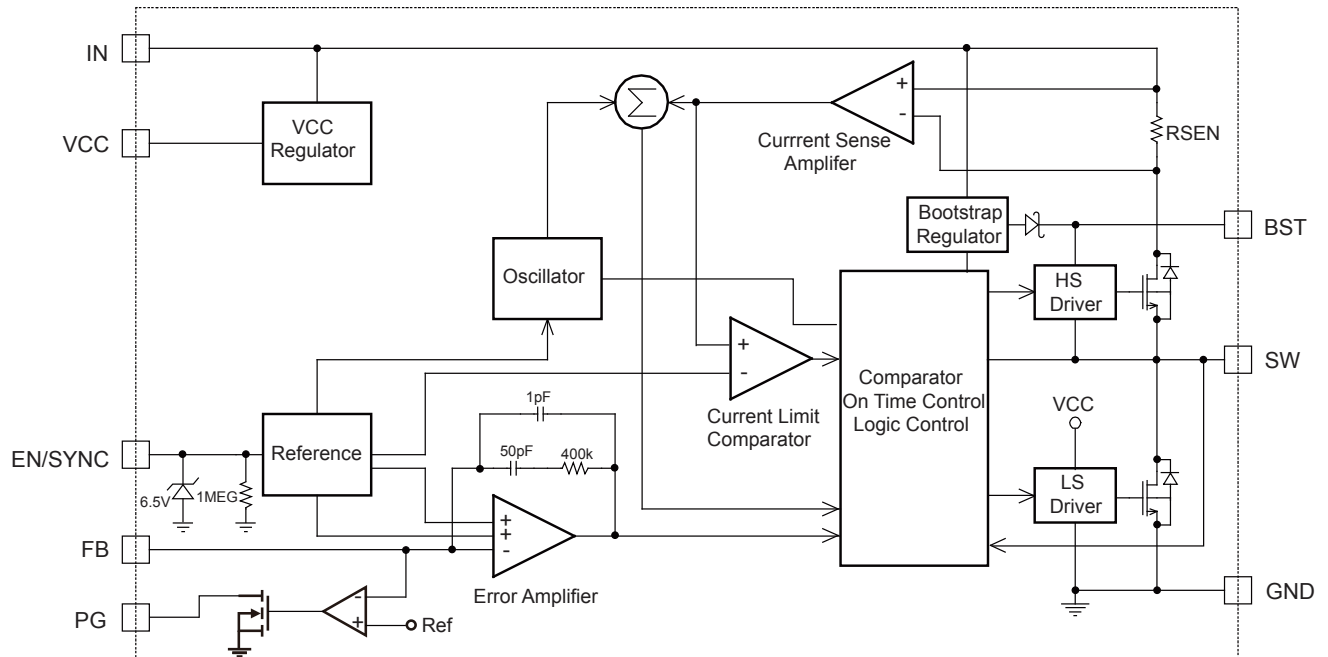 IN
VCC
VCC
Regulator
Σ
+
-
Currrent Sense
Amplifer
RSEN
Bootstrap
Regulator
BST
Oscillator
HS
Driver
+
-
Current Limit
Comparator
Comparator
On Time Control
Logic Control
SW
VCC
EN/SYNC
6.5V
1MEG
Reference
1pF
50pF
400k
LS
Driver
FB
+
+
-
Error Amplifier
GND
PG
-
+
Ref